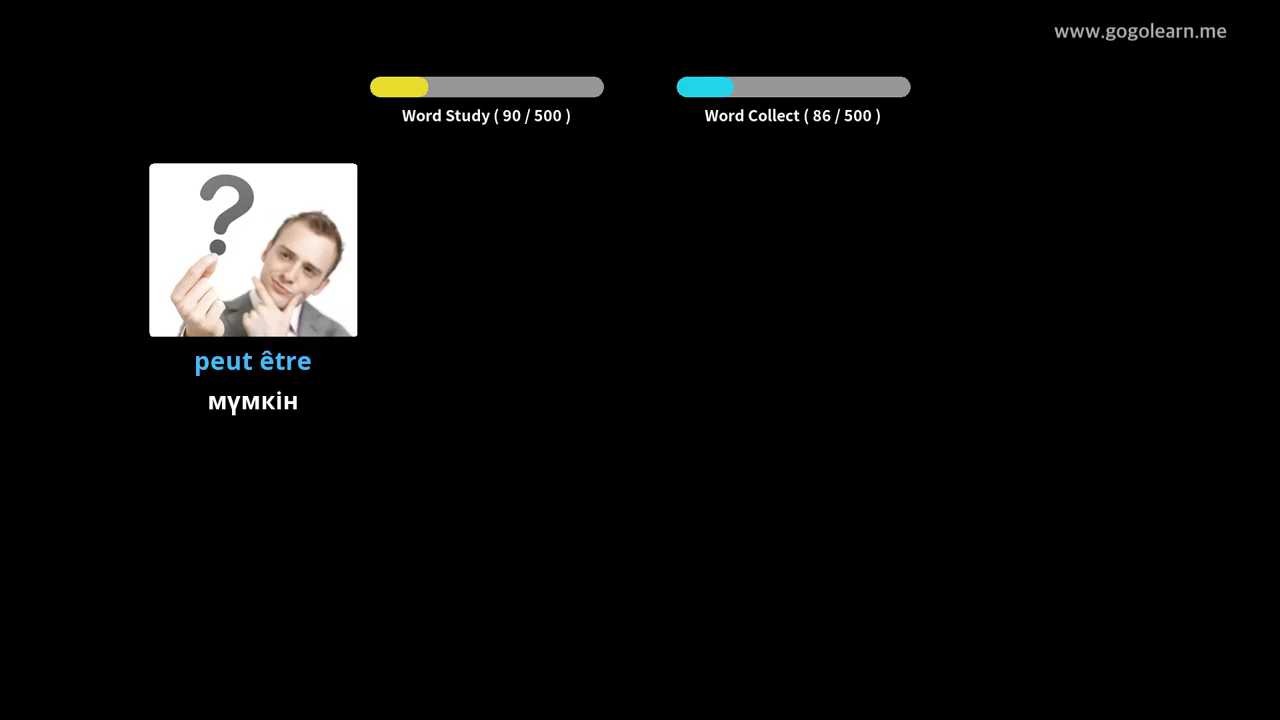 www.gogolearn.me
Word Study ( 90 / 500 )
Word Collect ( 86 / 500 )
?
peut être
мүмкін